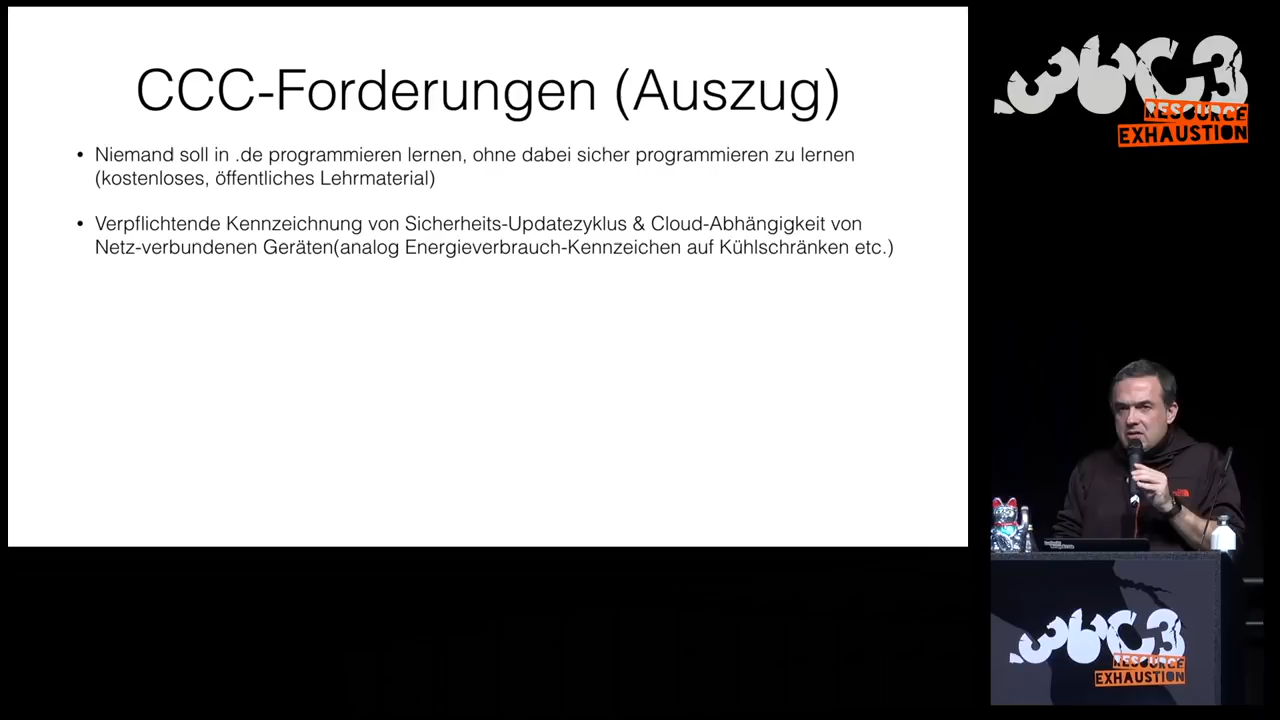 CCC-Forderungen (Auszug)
• Niemand soll in .de programmieren lernen, ohne dabei sicher programmieren zu lernen
(kostenloses, öffentliches Lehrmaterial)
• Verpflichtende Kennzeichnung von Sicherheits-Updatezyklus & Cloud-Abhängigkeit von
Netz-verbundenen Geräten(analog Energieverbrauch-Kennzeichen auf Kühlschränken etc.)
36C3
RESOURCE
EXHAUSTION
36C3
RESOURCE
EXHAUSTION